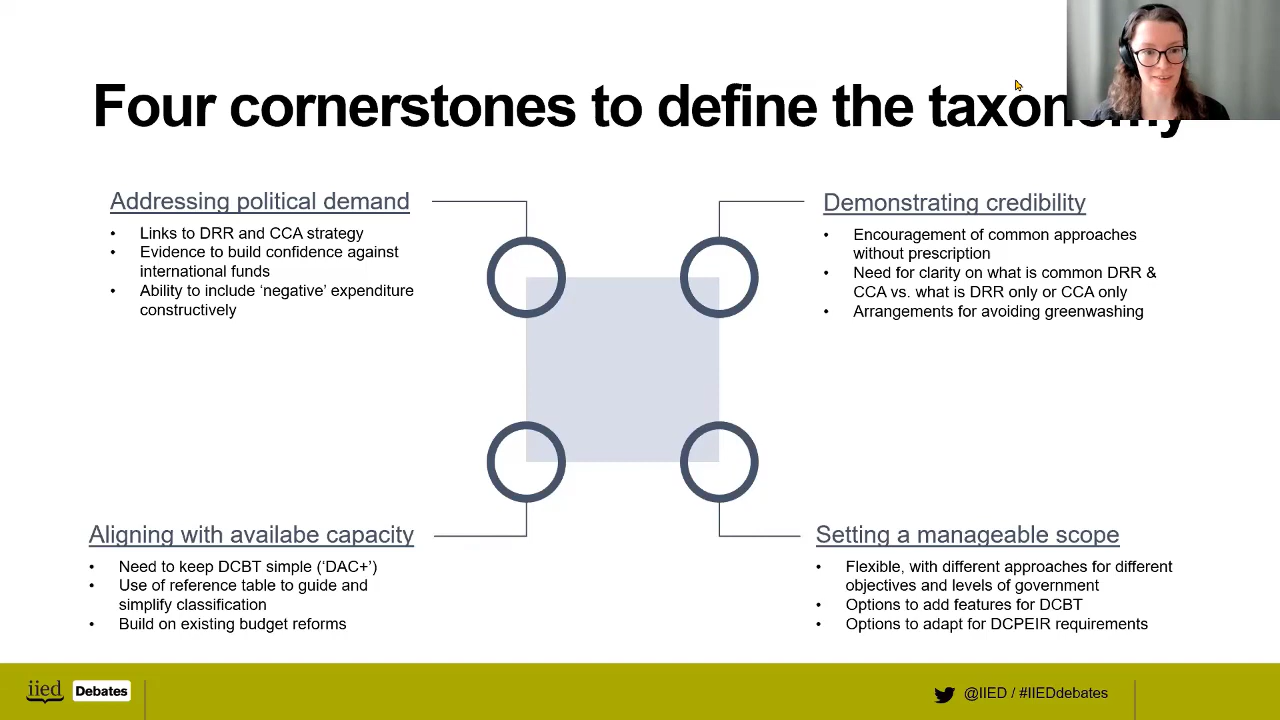 Four cornerstones to define the taxonomy
Addressing political demand
• Links to DRR and CCA strategy
• Evidence to build confidence against
international funds
• Ability to include ‘negative’ expenditure
constructively
Demonstrating credibility
• Encouragement of common approaches
without prescription
• Need for clarity on what is common DRR &
CCA vs. what is DRR only or CCA only
• Arrangements for avoiding greenwashing
Aligning with availabe capacity
• Need to keep DCBT simple (‘DAC+’)
• Use of reference table to guide and
simplify classification
• Build on existing budget reforms
Setting a manageable scope
• Flexible, with different approaches for different
objectives and levels of government
• Options to add features for DCBT
• Options to adapt for DCPEIR requirements
iied Debates
@IIED / #IIEDdebates